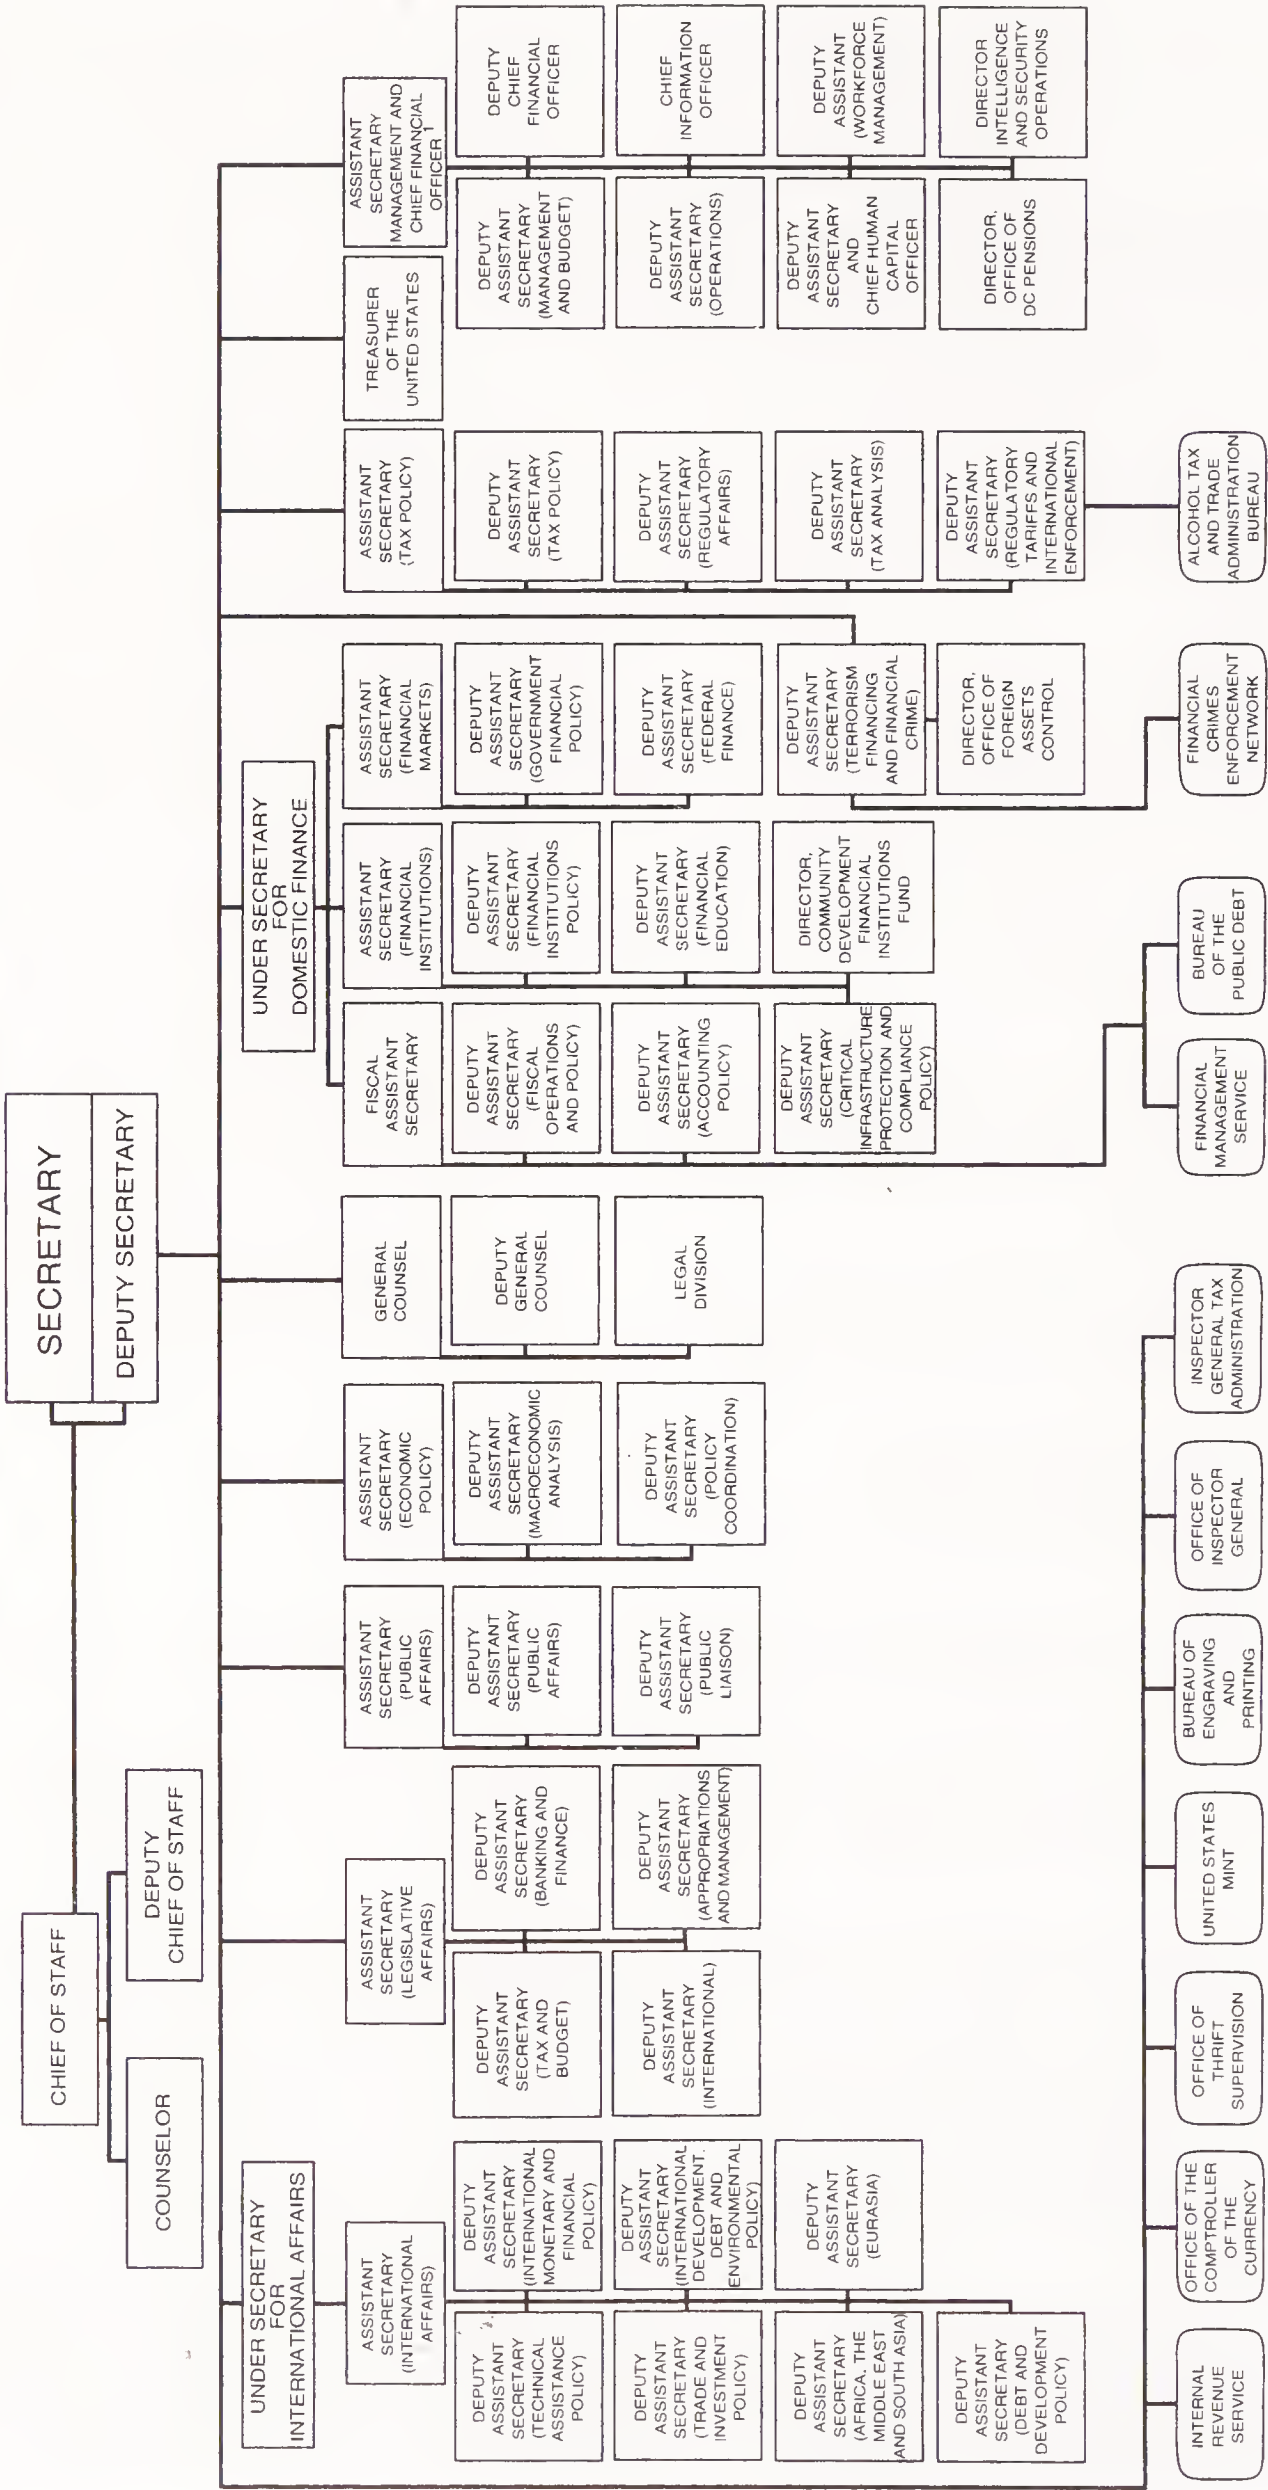 SECRETARY
DEPUTY SECRETARY
CHIEF OF STAFF
COUNSELOR
DEPUTY
CHIEF OF STAFF
UNDER SECRETARY
FOR
INTERNATIONAL AFFAIRS
ASSISTANT
SECRETARY
(INTERNATIONAL
AFFAIRS)
DEPUTY
ASSISTANT
SECRETARY
(TECHNICAL
ASSISTANCE
POLICY)
DEPUTY
ASSISTANT
SECRETARY
(INTERNATIONAL
MONETARY AND
FINANCIAL
POLICY)
DEPUTY
ASSISTANT
SECRETARY
(TRADE AND
INVESTMENT
POLICY)
DEPUTY
ASSISTANT
SECRETARY
(INTERNATIONAL
DEVELOPMENT.
DEBT AND
ENVIRONMENTAL
POLICY)
DEPUTY
ASSISTANT
SECRETARY
(AFRICA, THE
MIDDLE EAST
AND SOUTH ASIA)
DEPUTY
ASSISTANT
SECRETARY
(EURASIA)
DEPUTY
ASSISTANT
SECRETARY
(DEBT AND
DEVELOPMENT
POLICY)
ASSISTANT
SECRETARY
(LEGISLATIVE
AFFAIRS)
DEPUTY
ASSISTANT
SECRETARY
(TAX AND
BUDGET)
DEPUTY
ASSISTANT
SECRETARY
(BANKING AND
FINANCE)
DEPUTY
ASSISTANT
SECRETARY
(INTERNATIONAL)
DEPUTY
ASSISTANT
SECRETARY
(APPROPRIATIONS
AND MANAGEMENT)
ASSISTANT
SECRETARY
(PUBLIC
AFFAIRS)
DEPUTY
ASSISTANT
SECRETARY
(PUBLIC
AFFAIRS)
DEPUTY
ASSISTANT
SECRETARY
(PUBLIC
LIAISON)
ASSISTANT
SECRETARY
(ECONOMIC
POLICY)
DEPUTY
ASSISTANT
SECRETARY
(MACROECONOMIC
ANALYSIS)
DEPUTY
ASSISTANT
SECRETARY
(POLICY
COORDINATION)
GENERAL
COUNSEL
DEPUTY
GENERAL
COUNSEL
LEGAL
DIVISION
UNDER SECRETARY
FOR
DOMESTIC FINANCE
FISCAL
ASSISTANT
SECRETARY
DEPUTY
ASSISTANT
SECRETARY
(FISCAL
OPERATIONS
AND POLICY)
DEPUTY
ASSISTANT
SECRETARY
(ACCOUNTING
POLICY)
DEPUTY
ASSISTANT
SECRETARY
(CRITICAL
INFRASTRUCTURE
PROTECTION AND
COMPLIANCE
POLICY)
ASSISTANT
SECRETARY
(FINANCIAL
INSTITUTIONS)
DEPUTY
ASSISTANT
SECRETARY
(FINANCIAL
INSTITUTIONS
POLICY)
DEPUTY
ASSISTANT
SECRETARY
(FINANCIAL
EDUCATION)
DIRECTOR,
COMMUNITY
DEVELOPMENT
FINANCIAL
INSTITUTIONS
FUND
ASSISTANT
SECRETARY
(FINANCIAL
MARKETS)
DEPUTY
ASSISTANT
SECRETARY
(GOVERNMENT
FINANCIAL
POLICY)
DEPUTY
ASSISTANT
SECRETARY
(FEDERAL
FINANCE)
DEPUTY
ASSISTANT
SECRETARY
(TERRORISM
FINANCING
AND FINANCIAL
CRIME)
DIRECTOR,
OFFICE OF
FOREIGN
ASSETS
CONTROL
ASSISTANT
SECRETARY
(TAX POLICY)
DEPUTY
ASSISTANT
SECRETARY
(TAX POLICY)
DEPUTY
ASSISTANT
SECRETARY
(REGULATORY
AFFAIRS)
DEPUTY
ASSISTANT
SECRETARY
(TAX ANALYSIS)
DEPUTY
ASSISTANT
SECRETARY
(REGULATORY
TARIFFS AND
INTERNATIONAL
ENFORCEMENT)
TREASURER
OF THE
UNITED STATES
ASSISTANT
SECRETARY
MANAGEMENT AND
CHIEF FINANCIAL
OFFICER1
DEPUTY
ASSISTANT
SECRETARY
(MANAGEMENT
AND BUDGET)
DEPUTY
CHIEF
FINANCIAL
OFFICER
DEPUTY
ASSISTANT
SECRETARY
(OPERATIONS)
CHIEF
INFORMATION
OFFICER
DEPUTY
ASSISTANT
SECRETARY
AND
CHIEF HUMAN
CAPITAL
OFFICER
DEPUTY
ASSISTANT
(WORKFORCE
MANAGEMENT)
DIRECTOR,
OFFICE OF
DC PENSIONS
DIRECTOR
INTELLIGENCE
AND SECURITY
OPERATIONS
INTERNAL
REVENUE
SERVICE
OFFICE OF THE
COMPTROLLER
OF THE
CURRENCY
OFFICE OF
THRIFT
SUPERVISION
UNITED STATES
MINT
BUREAU OF
ENGRAVING
AND
PRINTING
OFFICE OF
INSPECTOR
GENERAL
INSPECTOR
GENERAL TAX
ADMINISTRATION
FINANCIAL
MANAGEMENT
SERVICE
BUREAU
OF THE
PUBLIC DEBT
FINANCIAL
CRIMES
ENFORCEMENT
NETWORK
ALCOHOL TAX
AND TRADE
ADMINISTRATION
BUREAU